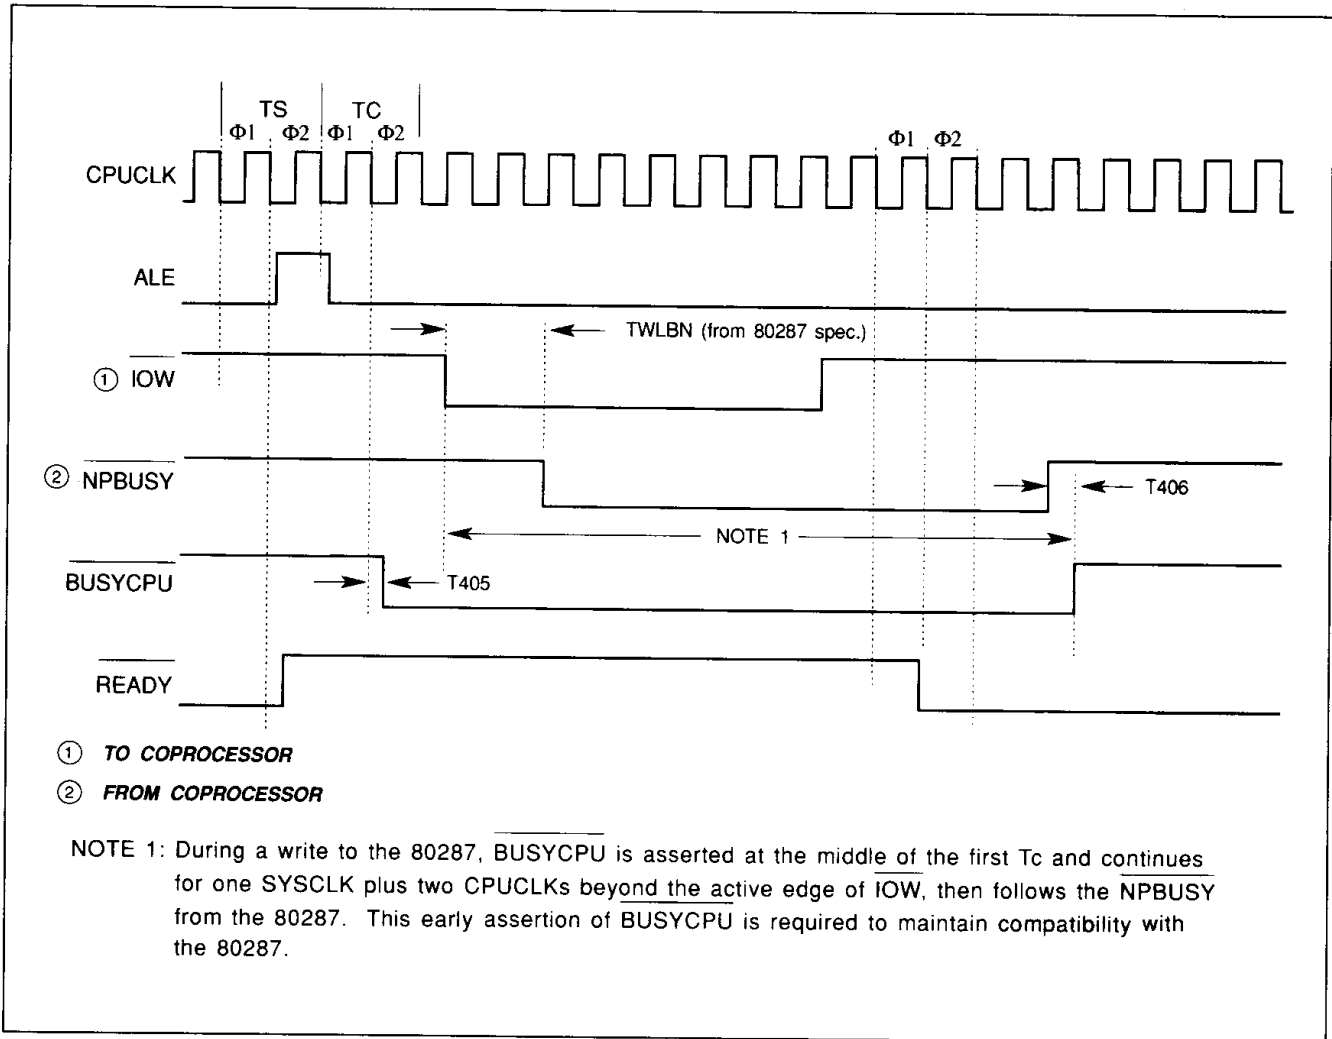 TS TC
Φ1 Φ2 Φ1 Φ2 Φ1 Φ2
CPUCLK
ALE
TWLBN (from 80287 spec.)
① IOW
② NPBUSY
T406
NOTE 1
BUSYCPU
T405
READY
① TO COPROCESSOR
② FROM COPROCESSOR
NOTE 1: During a write to the 80287, BUSYCPU is asserted at the middle of the first Tc and continues
for one SYSCLK plus two CPUCLKs beyond the active edge of IOW, then follows the NPBUSY
from the 80287. This early assertion of BUSYCPU is required to maintain compatibility with
the 80287.